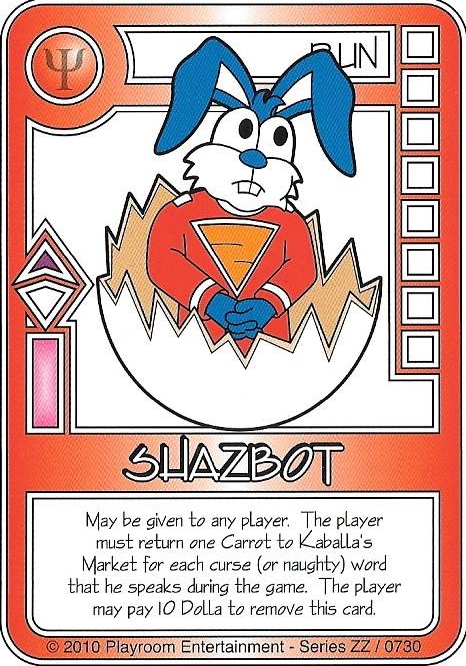 Ψ
RUN
SHAZBOT
May be given to any player. The player
must return one Carrot to Kaballa's
Market for each curse (or naughty) word
that he speaks during the game. The player
may pay 10 Dolla to remove this card.
© 2010 Playroom Entertainment - Series ZZ / 0730